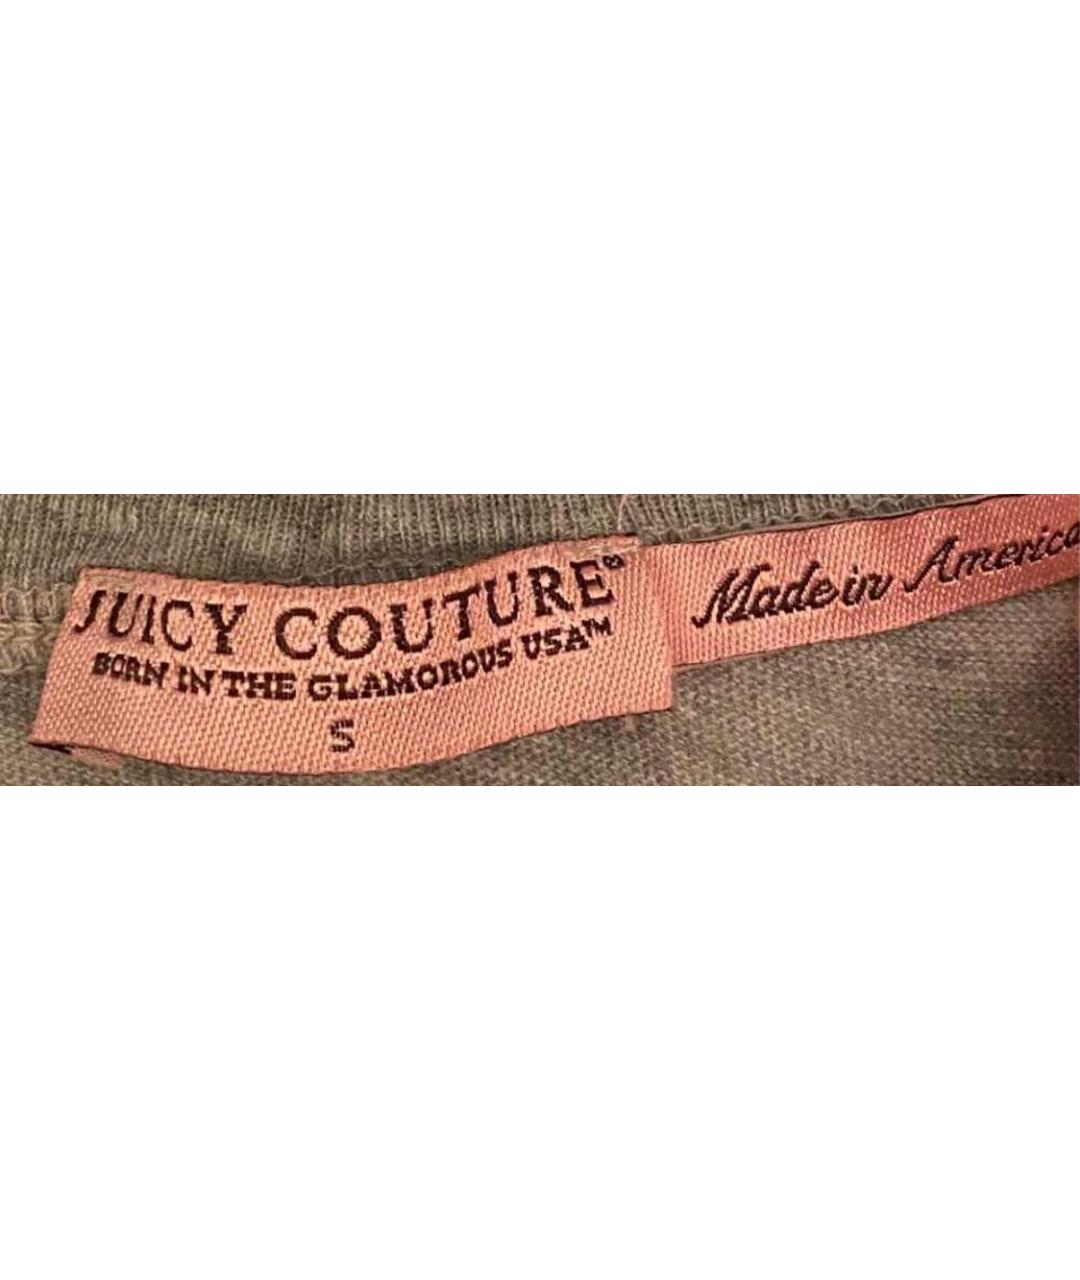 JUICY COUTURE®
BORN IN THE GLAMOROUS USA™
S
Made in America